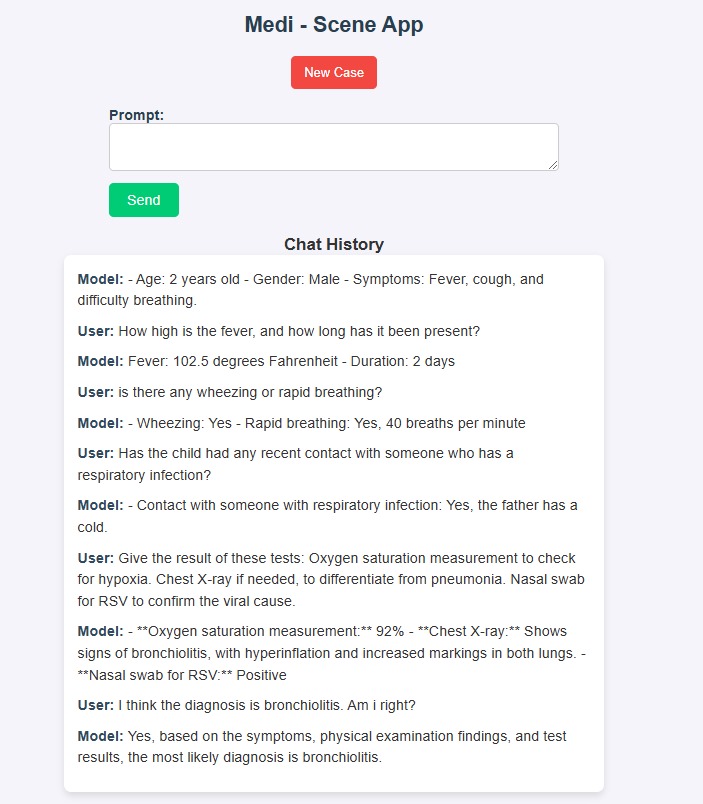 Medi - Scene App
New Case
Prompt:
Send
Chat History
Model: - Age: 2 years old - Gender: Male - Symptoms: Fever, cough, and
difficulty breathing.
User: How high is the fever, and how long has it been present?
Model: Fever: 102.5 degrees Fahrenheit - Duration: 2 days
User: is there any wheezing or rapid breathing?
Model: - Wheezing: Yes - Rapid breathing: Yes, 40 breaths per minute
User: Has the child had any recent contact with someone who has a
respiratory infection?
Model: - Contact with someone with respiratory infection: Yes, the father has a
cold.
User: Give the result of these tests: Oxygen saturation measurement to check
for hypoxia. Chest X-ray if needed, to differentiate from pneumonia. Nasal swab
for RSV to confirm the viral cause.
Model: - **Oxygen saturation measurement:** 92% - **Chest X-ray:** Shows
signs of bronchiolitis, with hyperinflation and increased markings in both lungs. -
**Nasal swab for RSV:** Positive
User: I think the diagnosis is bronchiolitis. Am i right?
Model: Yes, based on the symptoms, physical examination findings, and test
results, the most likely diagnosis is bronchiolitis.